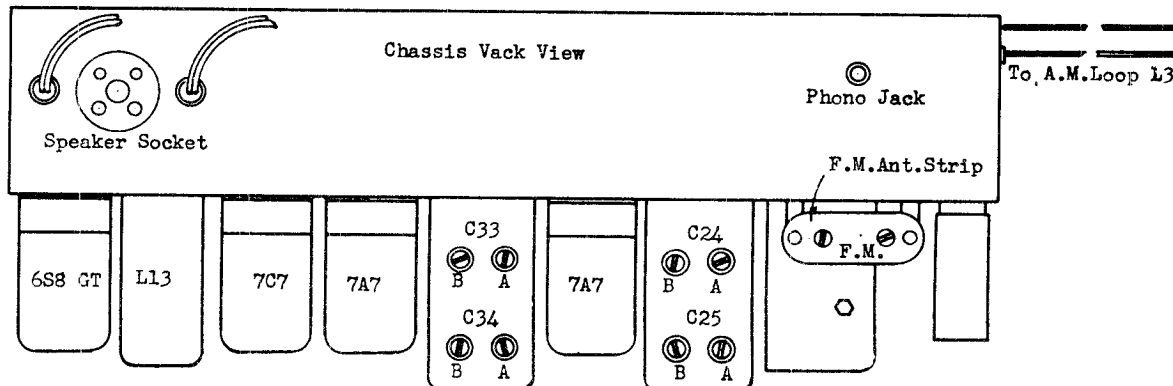 Chassis Vack View
To A.M.Loop L3
Phono Jack
Speaker Socket
F.M.Ant.Strip
C33
C24
F.M.
6S8 GT
L13
7C7
7A7
B A
7A7
B A
C34
C25
B A
B A